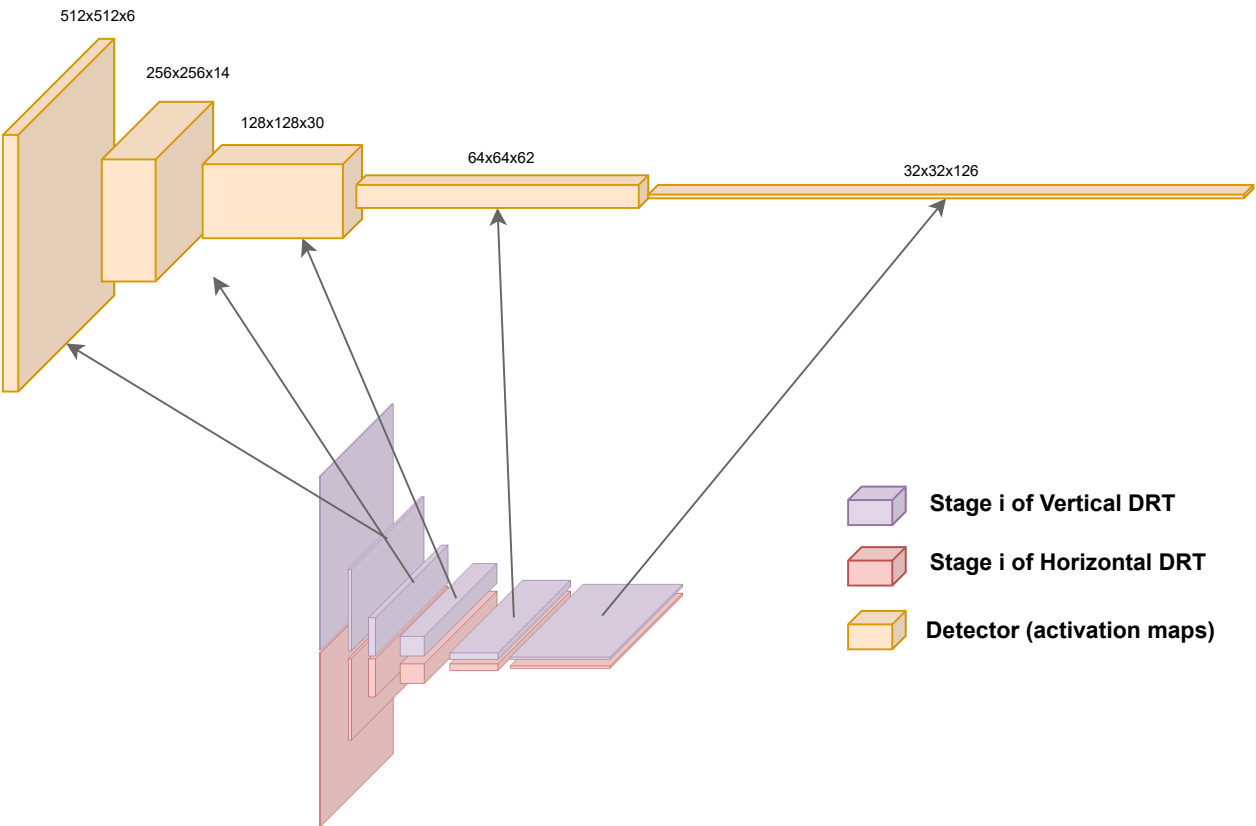 512x512x6
256x256x14
128x128x30
64x64x62
32x32x126
Stage i of Vertical DRT
Stage i of Horizontal DRT
Detector (activation maps)